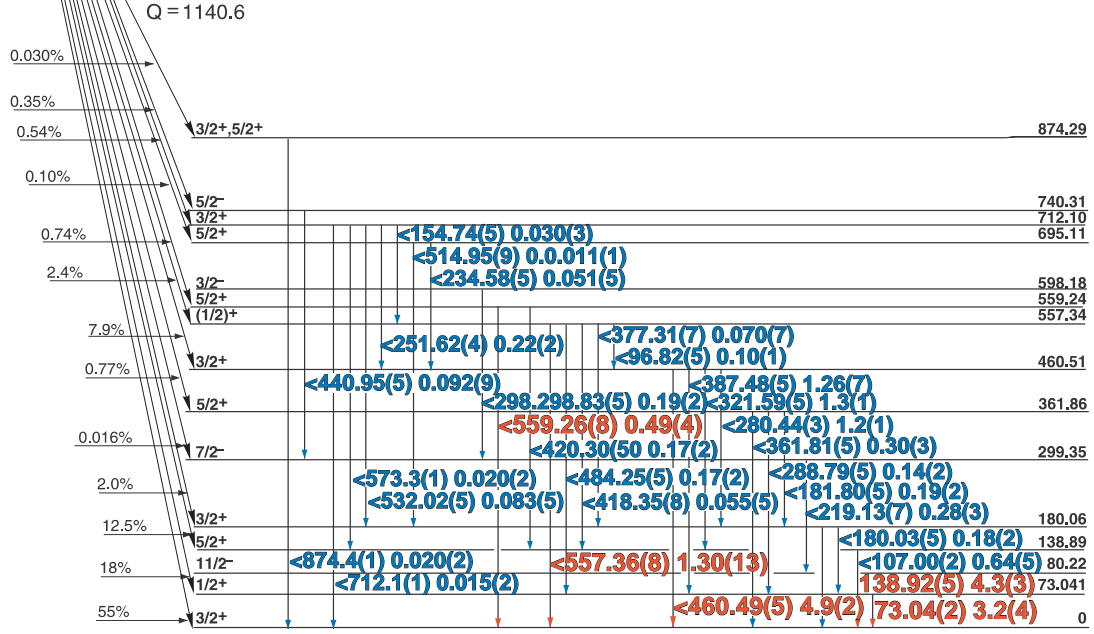 Q = 1140.6
0.030%
0.35%
3/2+,5/2+ 874.29
0.54%
0.10%
5/2− 740.31
3/2+ 712.10
0.74% 5/2+ <154.74(5) 0.030(3) 695.11
<514.95(9) 0.0.011(1)
2.4% <234.58(5) 0.051(5)
3/2− 598.18
5/2+ 559.24
(1/2)+ 557.34
7.9% <377.31(7) 0.070(7)
<251.62(4) 0.22(2) <96.82(5) 0.10(1)
3/2+ 460.51
0.77% <440.95(5) 0.092(9) <387.48(5) 1.26(7)
5/2+ <298.298.83(5) 0.19(2) <321.59(5) 1.3(1) 361.86
<559.26(8) 0.49(4) <280.44(3) 1.2(1)
0.016% <420.30(50 0.17(2) <361.81(5) 0.30(3)
7/2− 299.35
<573.3(1) 0.020(2) <484.25(5) 0.17(2) <288.79(5) 0.14(2)
2.0% <532.02(5) 0.083(5) <418.35(8) 0.055(5) <181.80(5) 0.19(2)
<219.13(7) 0.28(3)
3/2+ 180.06
12.5% <180.03(5) 0.18(2)
5/2+ 138.89
11/2− <874.4(1) 0.020(2) <557.36(8) 1.30(13) <107.00(2) 0.64(5) 80.22
18% 1/2+ <712.1(1) 0.015(2) 138.92(5) 4.3(3) 73.041
55% 3/2+ <460.49(5) 4.9(2) 73.04(2) 3.2(4) 0